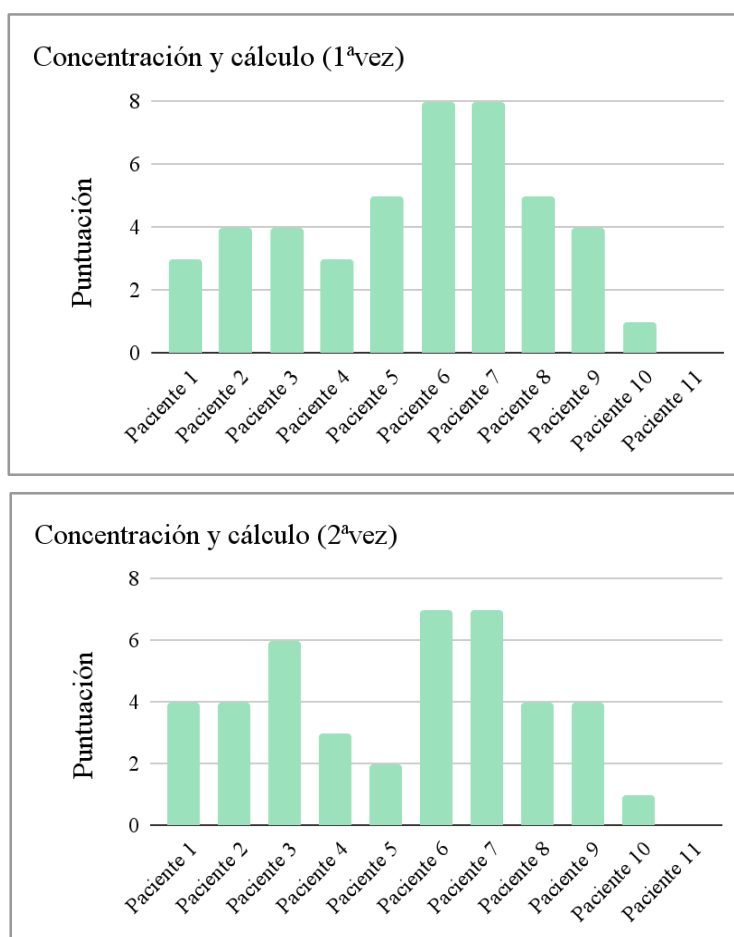 Concentración y cálculo (1ªvez)
Puntuación
8
6
4
2
0
Paciente 1
Paciente 2
Paciente 3
Paciente 4
Paciente 5
Paciente 6
Paciente 7
Paciente 8
Paciente 9
Paciente 10
Paciente 11
Concentración y cálculo (2ªvez)
Puntuación
8
6
4
2
0
Paciente 1
Paciente 2
Paciente 3
Paciente 4
Paciente 5
Paciente 6
Paciente 7
Paciente 8
Paciente 9
Paciente 10
Paciente 11